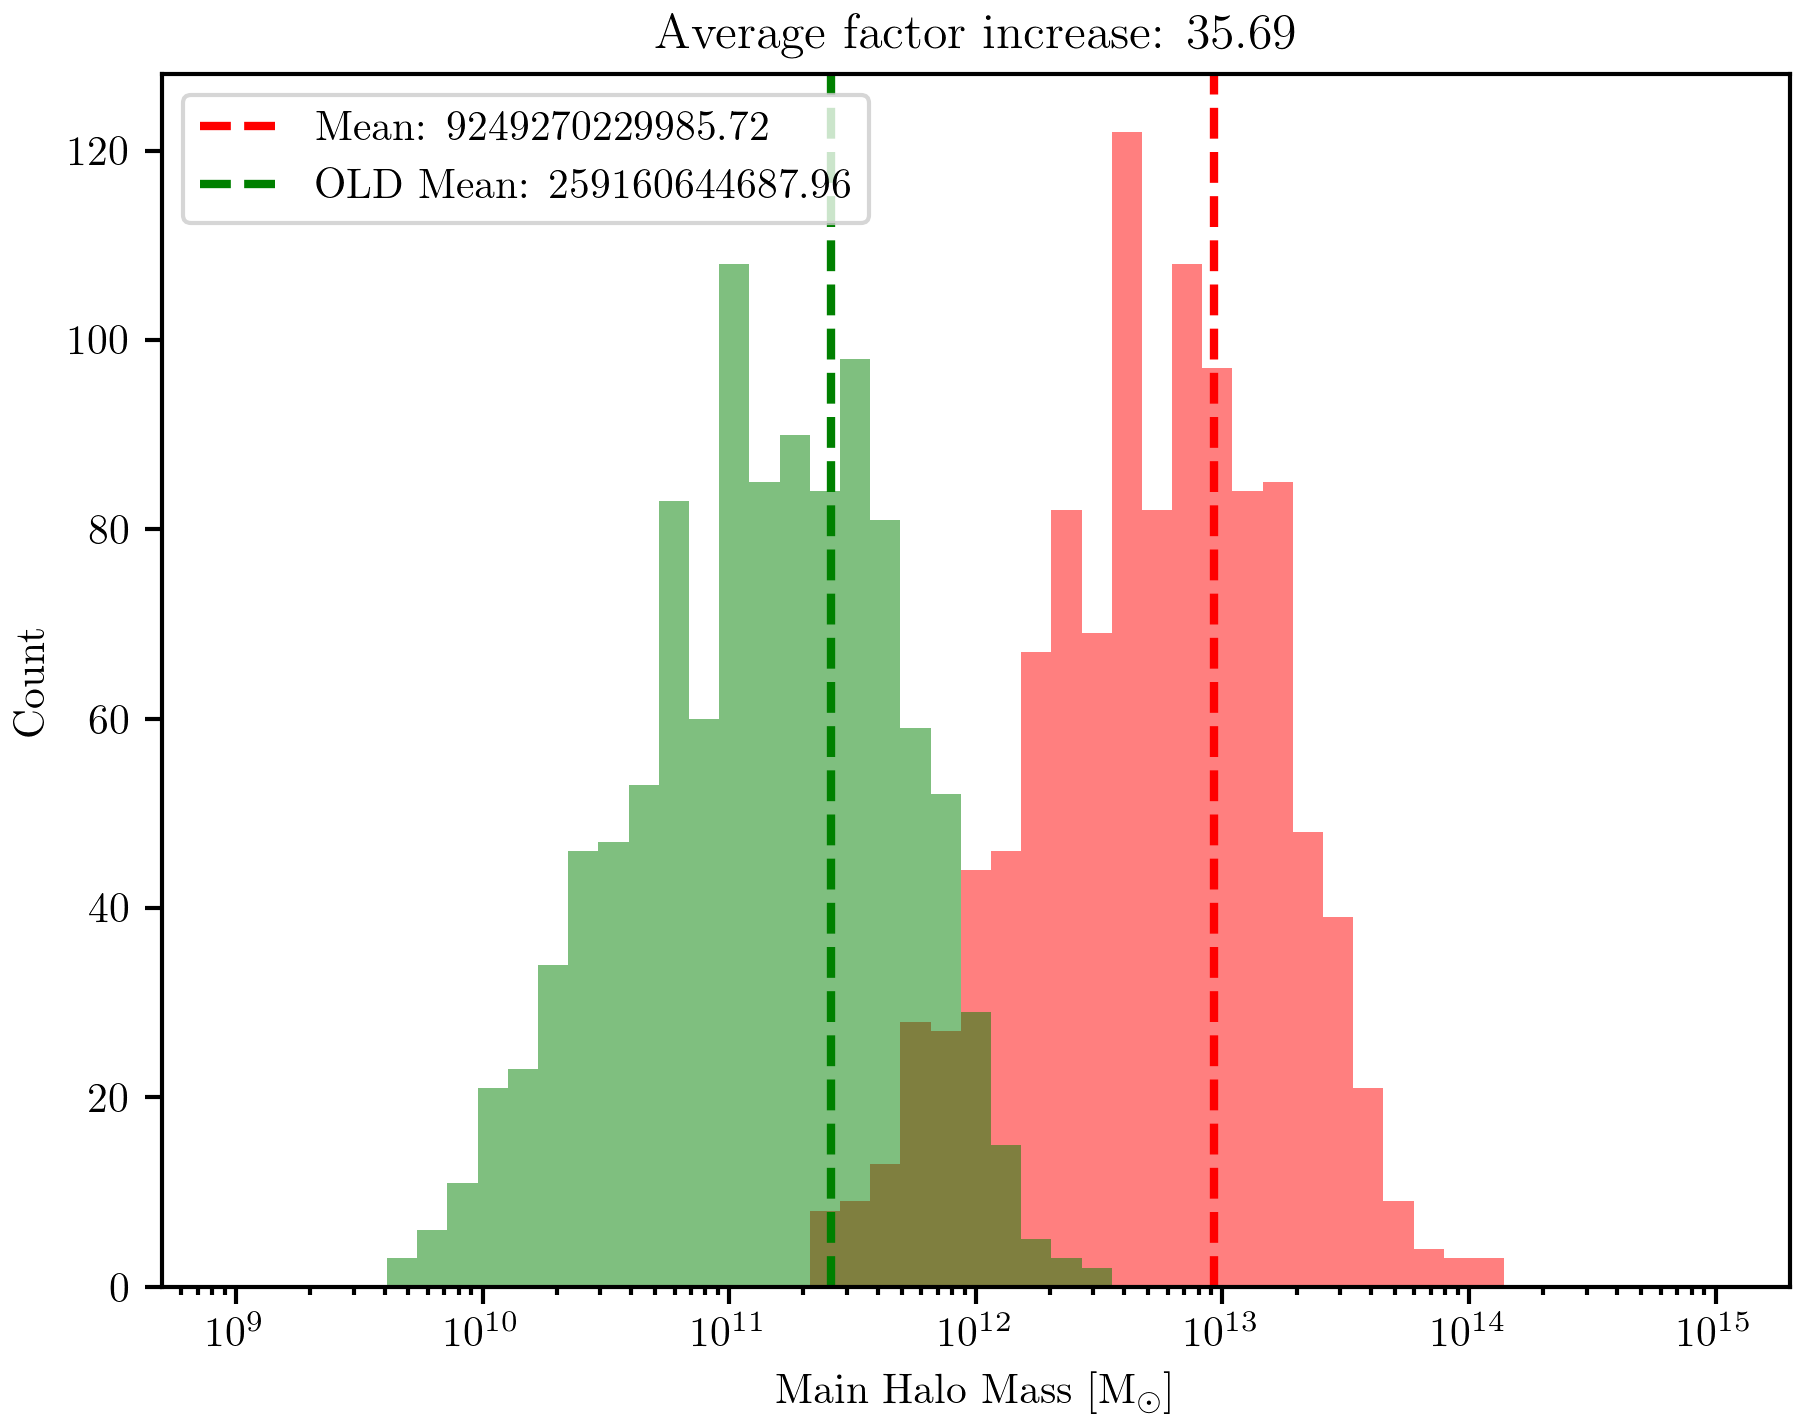 Average factor increase: 35.69
Mean: 9249270229985.72
OLD Mean: 259160644687.96
120
100
80
60
40
20
0
Count
10⁹
10¹⁰
10¹¹
10¹²
10¹³
10¹⁴
10¹⁵
Main Halo Mass [M⊙]